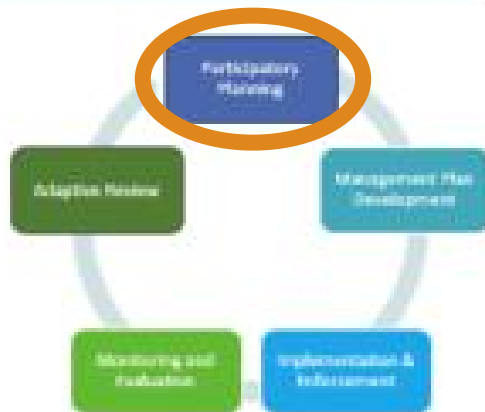 Participatory
Planning
Management Plan
Development
Implementation &
Enforcement
Monitoring and
Evaluation
Adaptive Review